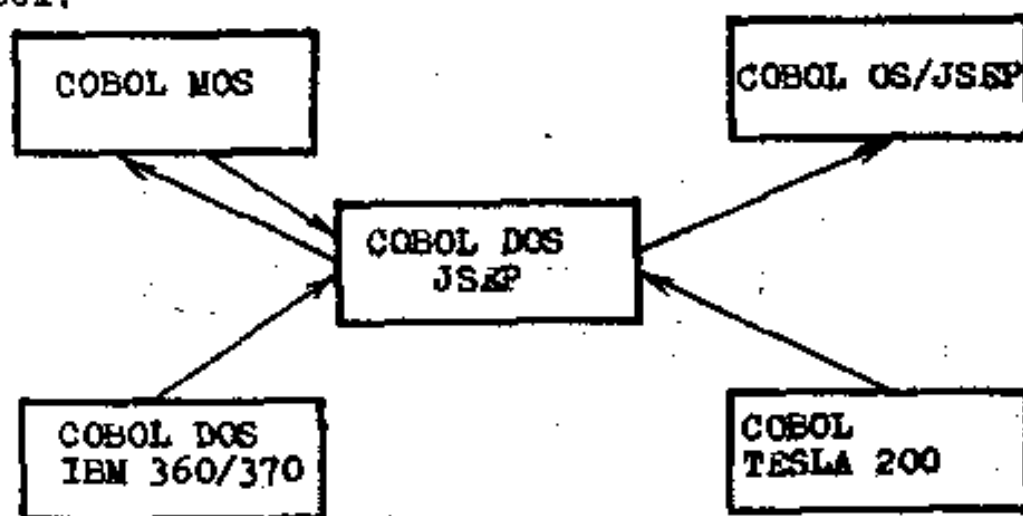 COBOL MOS
COBOL OS/JSEP
COBOL DOS
JSEP
COBOL DOS
IBM 360/370
COBOL
TESLA 200